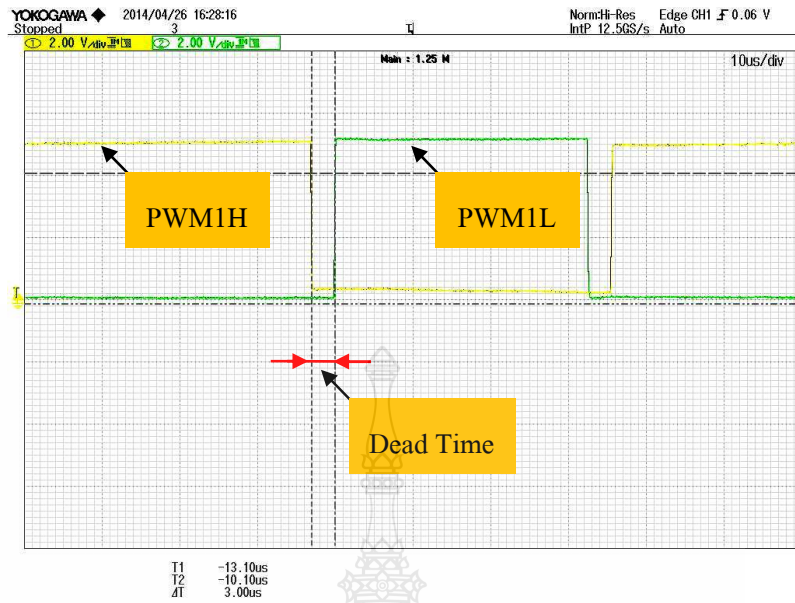 YOKOGAWA ◆ 2014/04/26 16:28:16
Norm:Hi-Res Edge CH1 0.06 V
Stopped 3
IntP 12.5GS/s Auto
1 2.00 V/div 2 2.00 V/div
Main : 1.25 M
10us/div
PWM1H
PWM1L
Dead Time
T1 -13.10us
T2 -10.10us
⊿T 3.00us